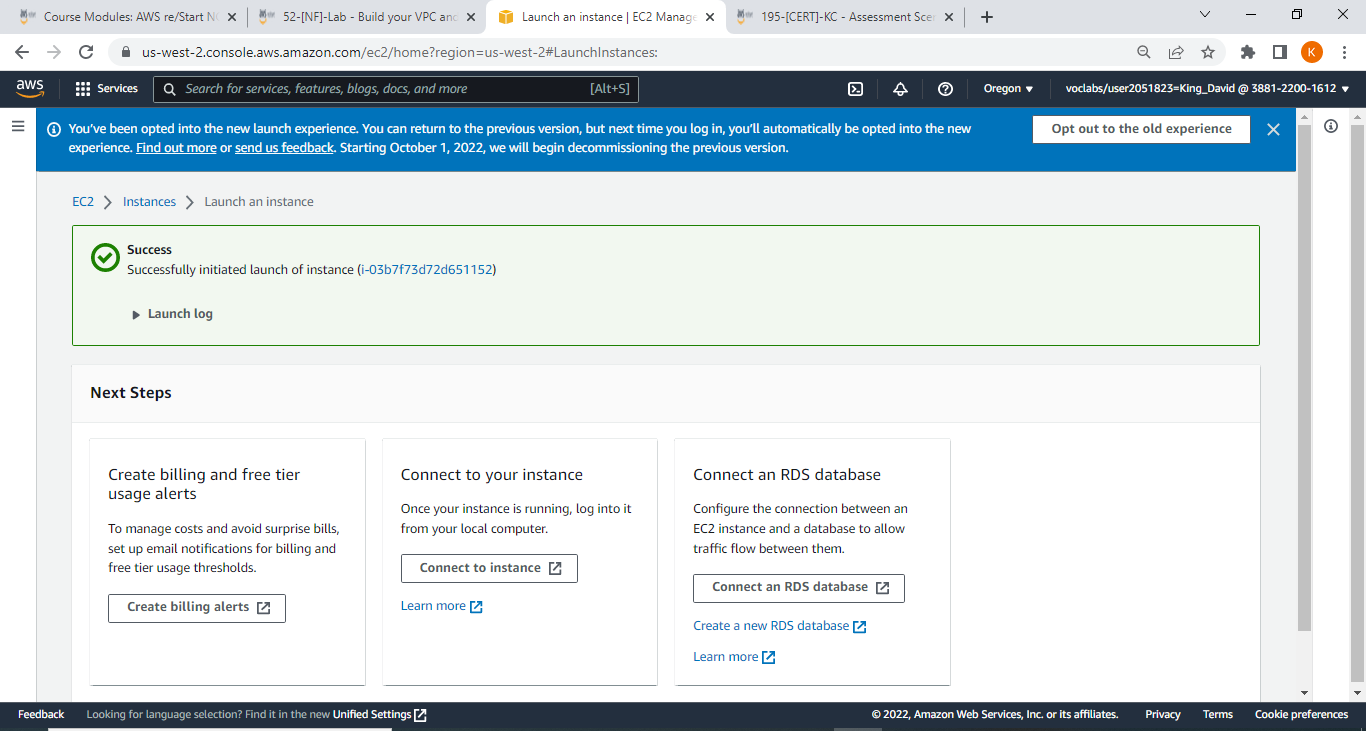 Course Modules: AWS re/Start N
52-[NF]-Lab - Build your VPC and
Launch an instance | EC2 Manage
195-[CERT]-KC - Assessment Scen
us-west-2.console.aws.amazon.com/ec2/home?region=us-west-2#LaunchInstances:
K
aws
Services
Search for services, features, blogs, docs, and more
[Alt+S]
Oregon
voclabs/user2051823=King_David @ 3881-2200-1612
You've been opted into the new launch experience. You can return to the previous version, but next time you log in, you'll automatically be opted into the new
experience. Find out more or send us feedback. Starting October 1, 2022, we will begin decommissioning the previous version.
Opt out to the old experience
EC2
Instances
Launch an instance
Success
Successfully initiated launch of instance (i-03b7f73d72d651152)
Launch log
Next Steps
Create billing and free tier
usage alerts
To manage costs and avoid surprise bills,
set up email notifications for billing and
free tier usage thresholds.
Create billing alerts
Connect to your instance
Once your instance is running, log into it
from your local computer.
Connect to instance
Learn more
Connect an RDS database
Configure the connection between an
EC2 instance and a database to allow
traffic flow between them.
Connect an RDS database
Create a new RDS database
Learn more
Feedback
Looking for language selection? Find it in the new Unified Settings
© 2022, Amazon Web Services, Inc. or its affiliates.
Privacy
Terms
Cookie preferences